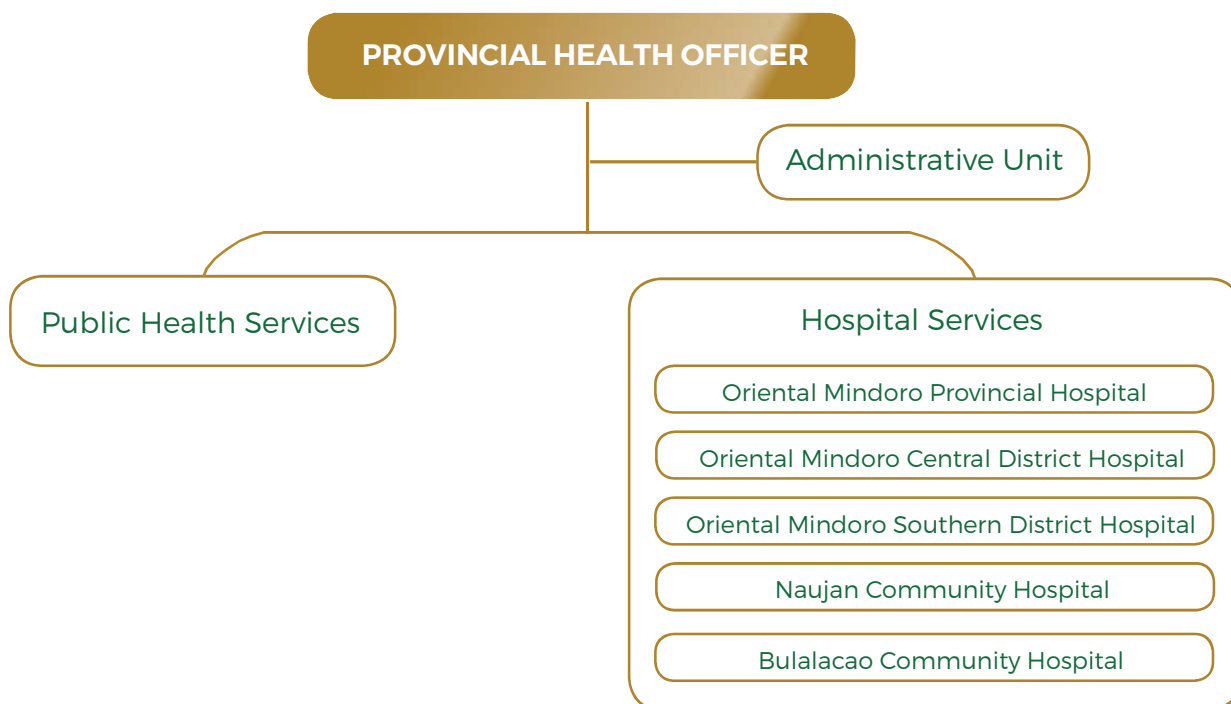 PROVINCIAL HEALTH OFFICER
Administrative Unit
Public Health Services
Hospital Services
Oriental Mindoro Provincial Hospital
Oriental Mindoro Central District Hospital
Oriental Mindoro Southern District Hospital
Naujan Community Hospital
Bulalacao Community Hospital